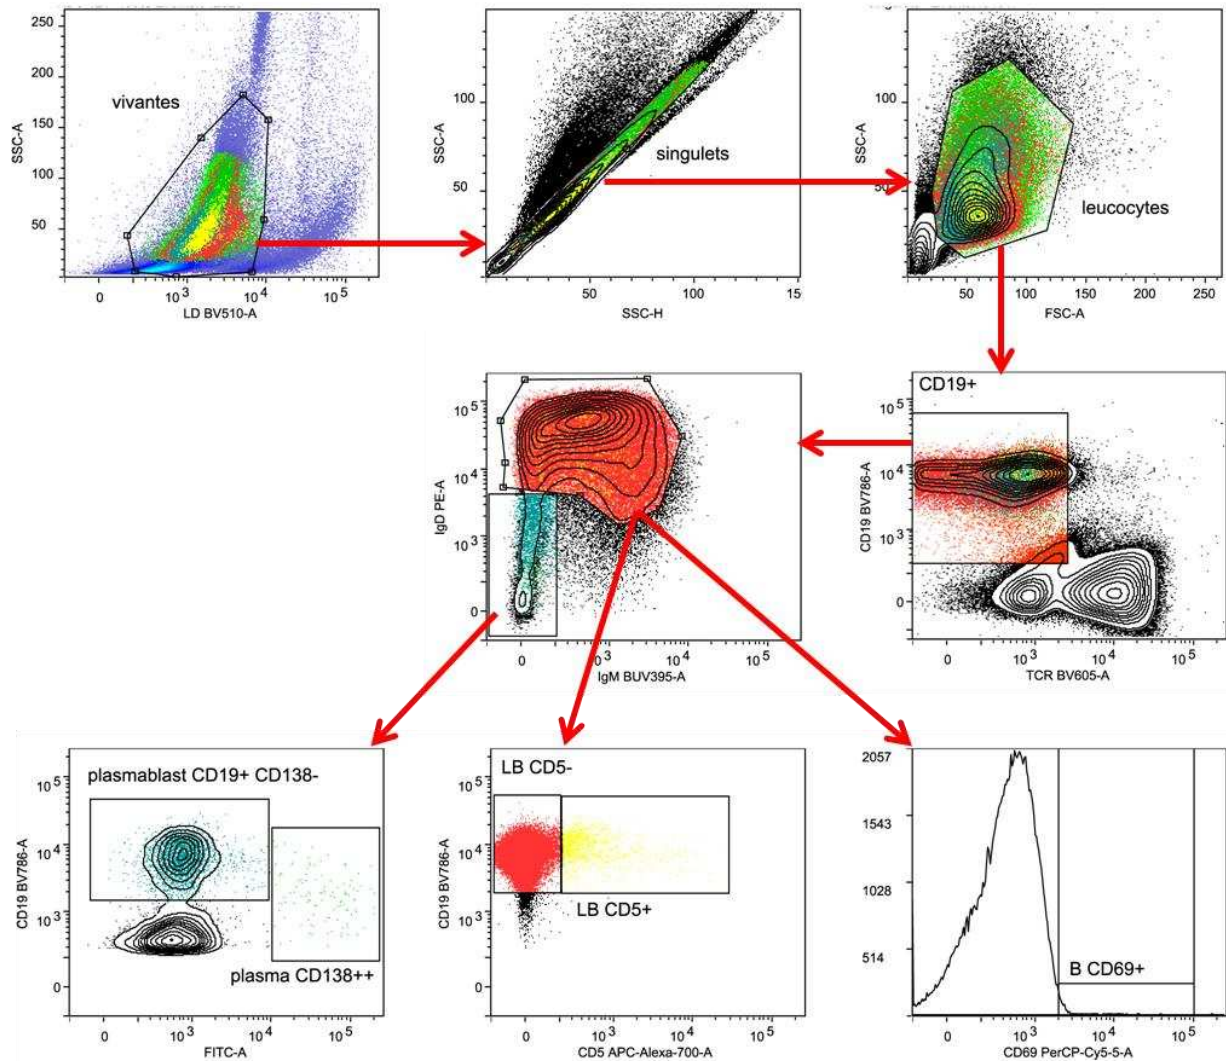 250
200
150
100
50
0
SSC-A
vivantes
0 10^3 10^4 10^5
LD BV510-A
100
50
0
SSC-A
singulets
50 100 15
SSC-H
100
50
0
SSC-A
leucocytes
50 100 150 200 250
FSC-A
10^5
10^4
10^3
0
IgD PE-A
0 10^3 10^4 10^5
IgM BUV395-A
CD19+
10^5
10^4
10^3
0
CD19 BV786-A
0 10^3 10^4 10^5
TCR BV605-A
plasmablast CD19+ CD138-
10^5
10^4
10^3
0
CD19 BV786-A
plasma CD138++
0 10^3 10^4 10^5
FITC-A
LB CD5-
10^5
10^4
10^3
0
CD19 BV786-A
LB CD5+
0 10^3 10^4 10^5
CD5 APC-Alexa-700-A
2057
1543
1028
514
B CD69+
0 10^3 10^4 10^5
CD69 PerCP-Cy5-5-A